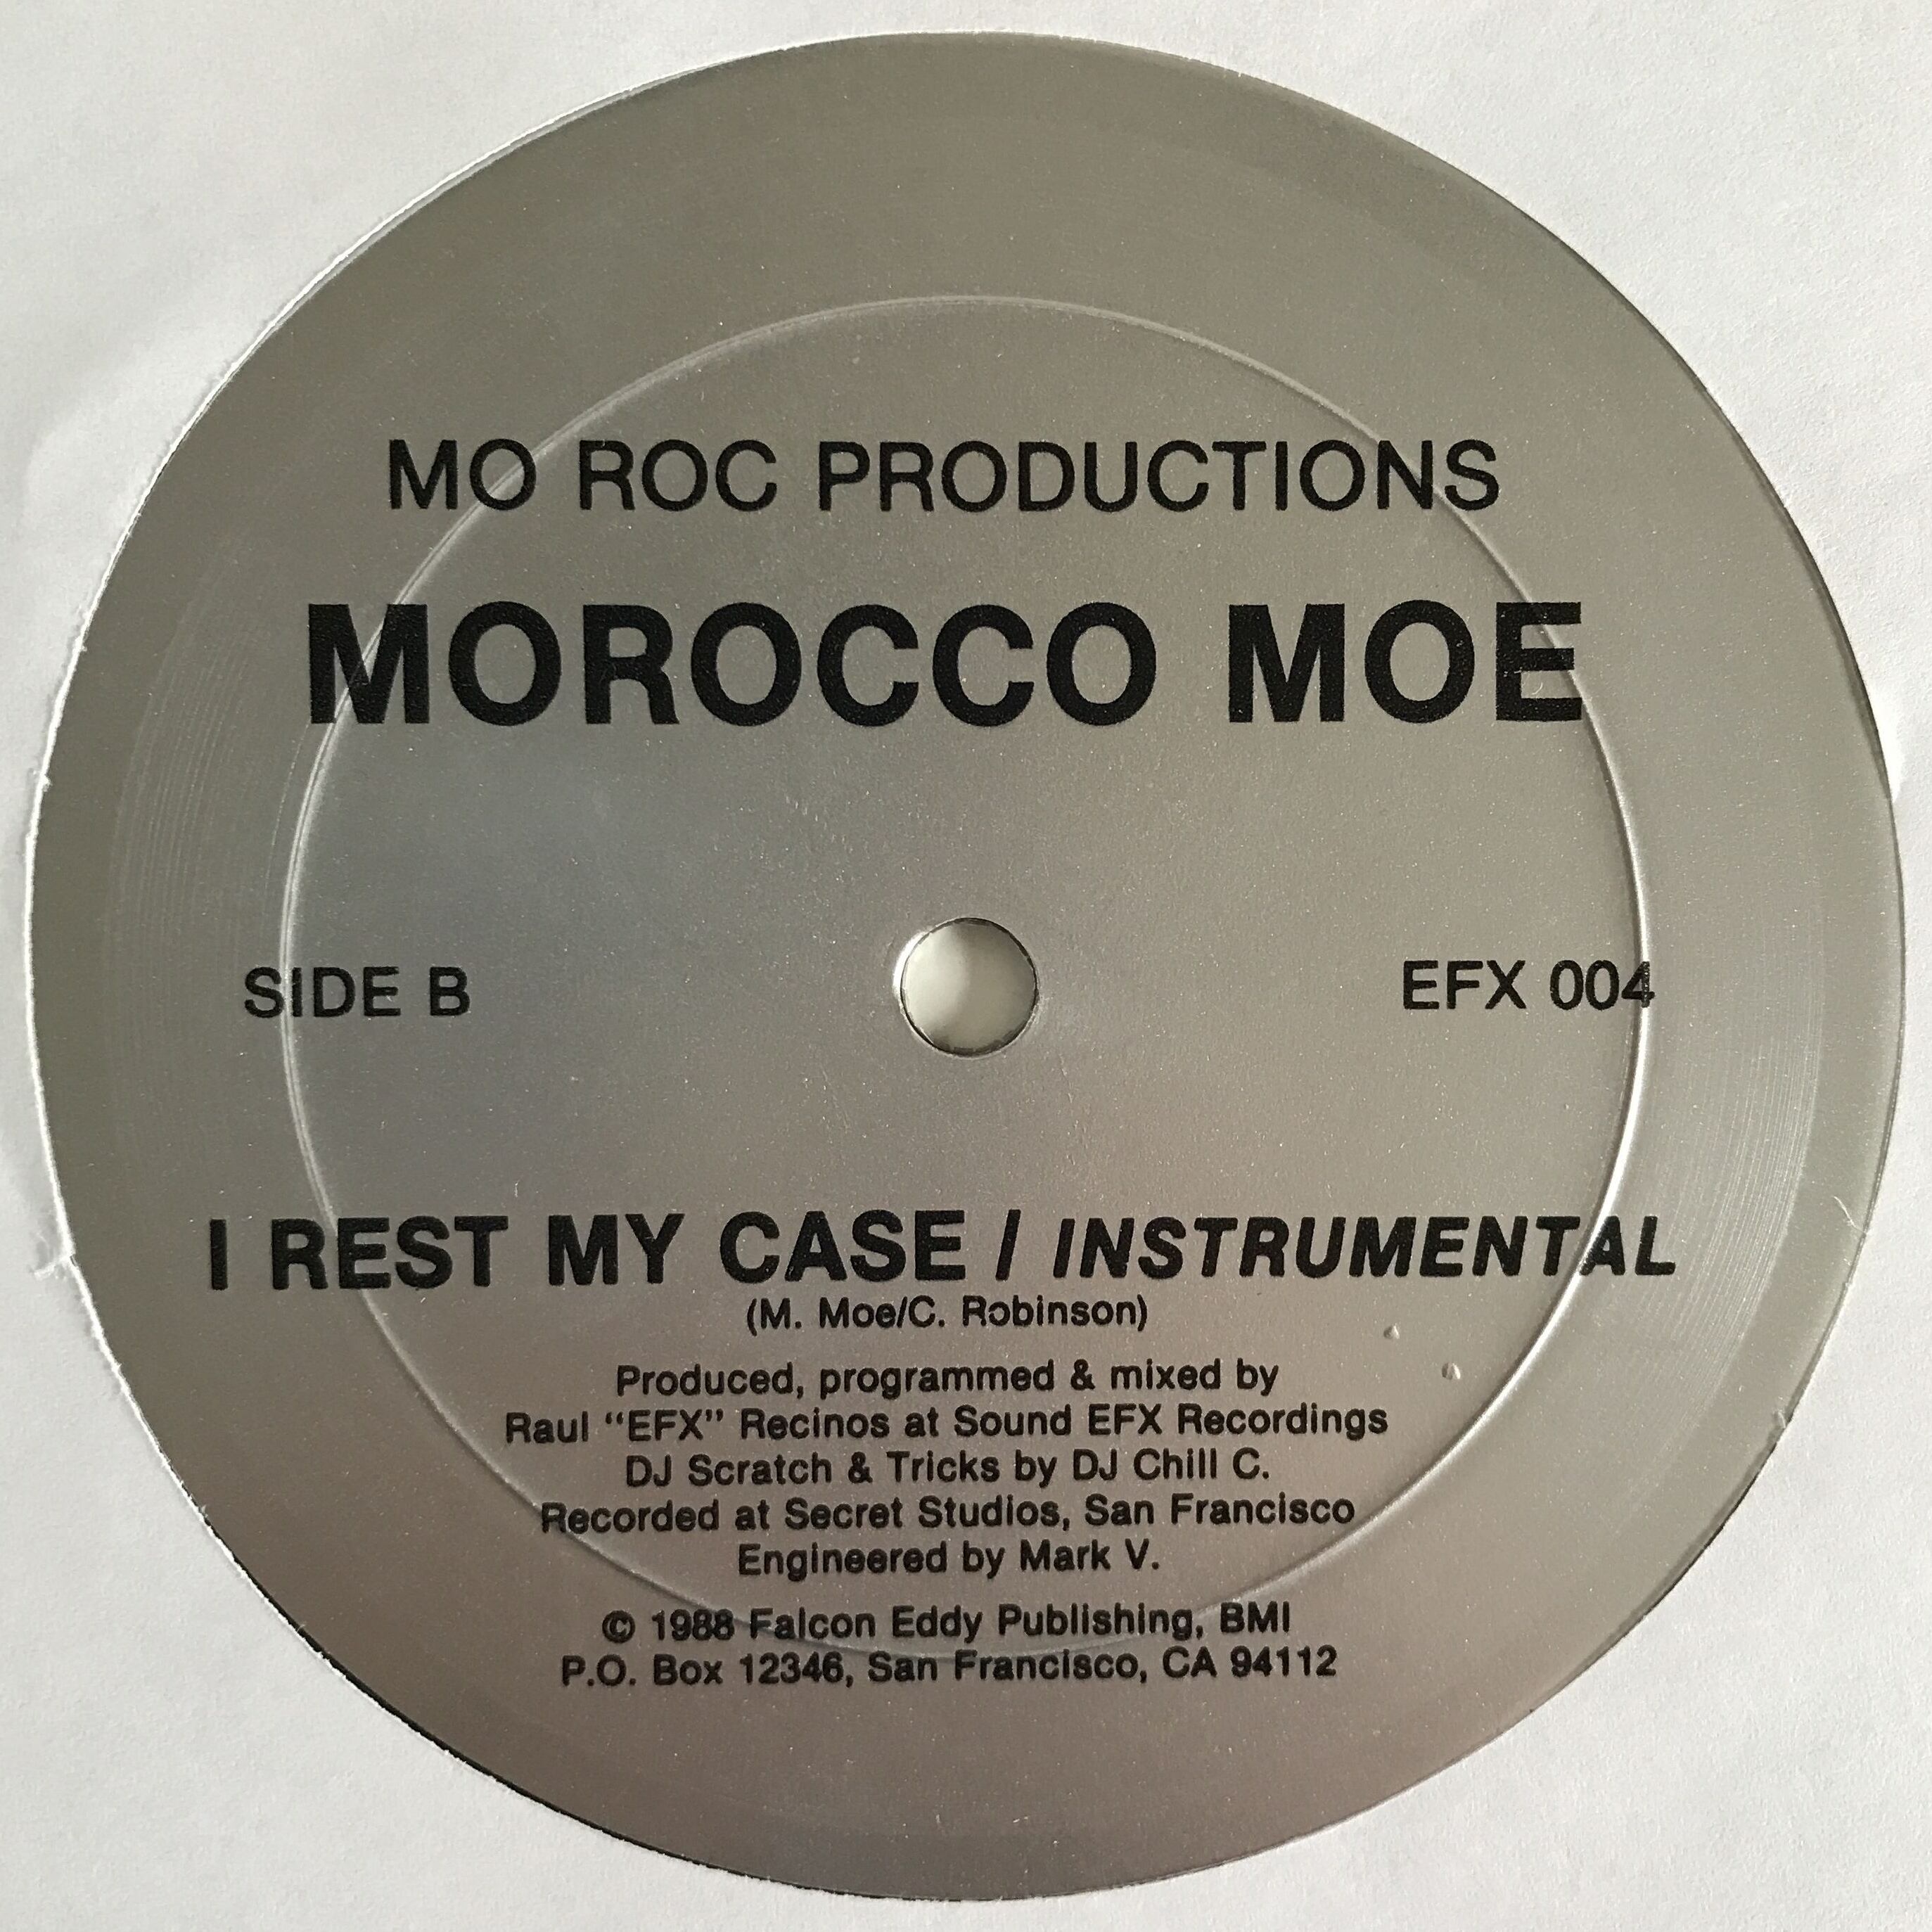 MO ROC PRODUCTIONS
MOROCCO MOE
SIDE B
EFX 004
I REST MY CASE / INSTRUMENTAL
(M. Moe/C. Robinson)
Produced, programmed & mixed by
Raul “EFX” Recinos at Sound EFX Recordings
DJ Scratch & Tricks by DJ Chill C.
Recorded at Secret Studios, San Francisco
Engineered by Mark V.
© 1988 Falcon Eddy Publishing, BMI
P.O. Box 12346, San Francisco, CA 94112